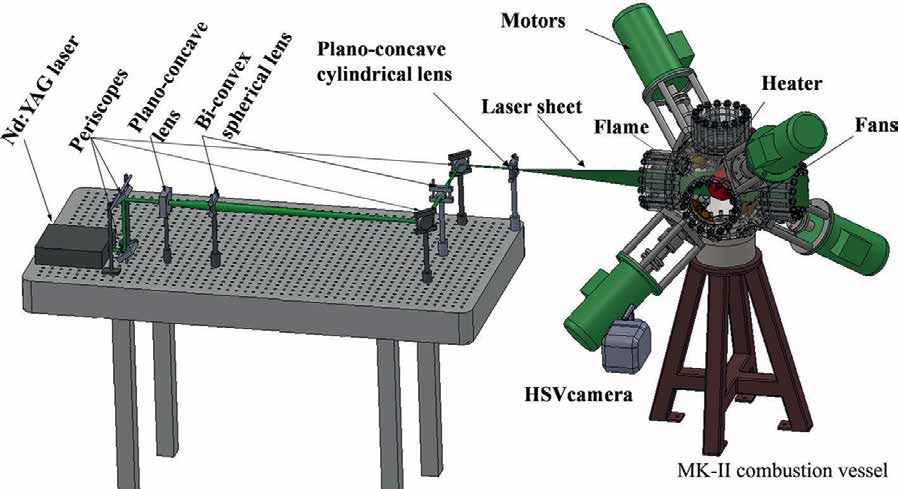 Nd:YAG laser
Periscopes
Plano-concave
lens
Bi-convex
spherical lens
Plano-concave
cylindrical lens
Laser sheet
Motors
Flame
Heater
Fans
HSVcamera
MK-II combustion vessel